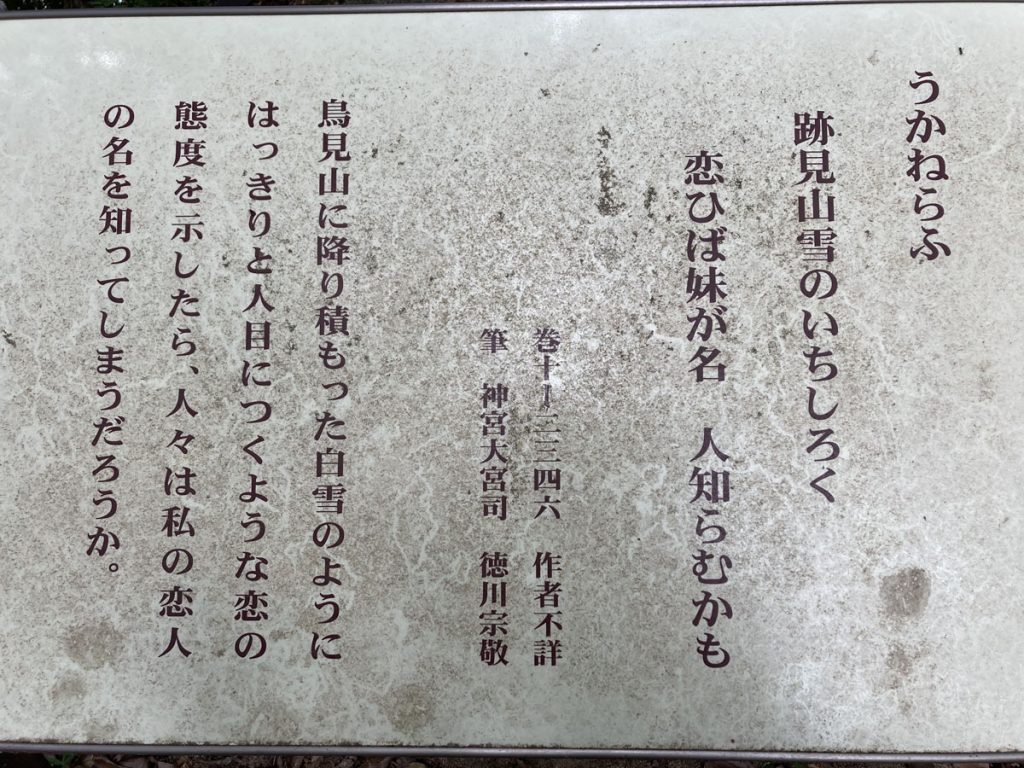 うかねらふ
跡見山雪のいちしろく
恋ひば妹が名 人知らむかも
巻十ー二三四六 作者不詳
筆 神宮大宮司 徳川宗敬
鳥見山に降り積もった白雪のように
はっきりと人目につくような恋の
態度を示したら、人々は私の恋人
の名を知ってしまうだろうか。